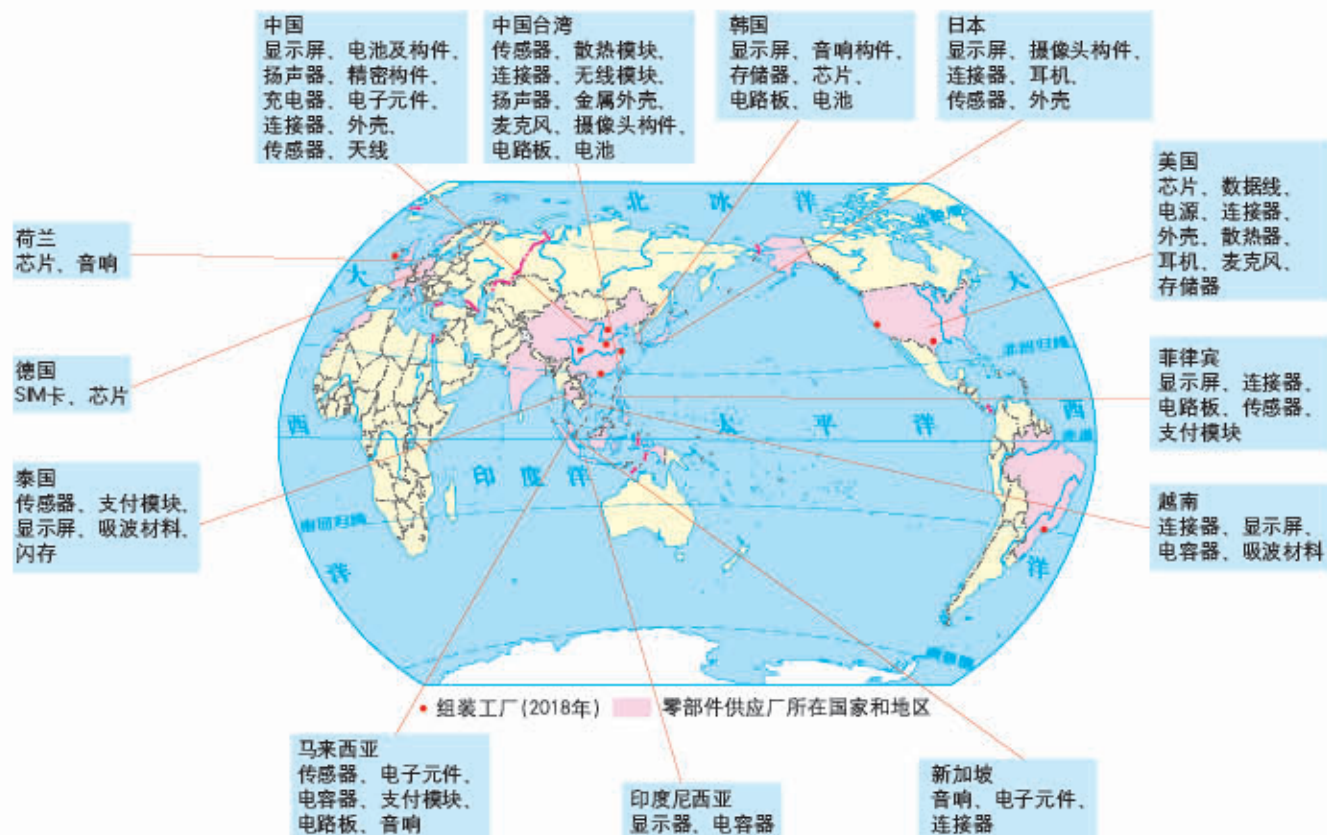 中国
显示屏、电池及构件、
扬声器、精密构件、
充电器、电子元件、
连接器、外壳、
传感器、天线
中国台湾
传感器、散热模块、
连接器、无线模块、
扬声器、金属外壳、
麦克风、摄像头构件、
电路板、电池
韩国
显示屏、音响构件、
存储器、芯片、
电路板、电池
日本
显示屏、摄像头构件、
连接器、耳机、
传感器、外壳
美国
芯片、数据线、
电源、连接器、
外壳、散热器、
耳机、麦克风、
存储器
荷兰
芯片、音响
德国
SIM卡、芯片
泰国
传感器、支付模块、
显示屏、吸波材料、
闪存
菲律宾
显示屏、连接器、
电路板、传感器、
支付模块
越南
连接器、显示屏、
电容器、吸波材料
北冰洋
大西洋
印度洋
太平洋
大西洋
北回归线
赤道
南回归线
南极圈
组装工厂(2018年)
零部件供应厂所在国家和地区
马来西亚
传感器、电子元件、
电容器、支付模块、
电路板、音响
印度尼西亚
显示器、电容器
新加坡
音响、电子元件、
连接器